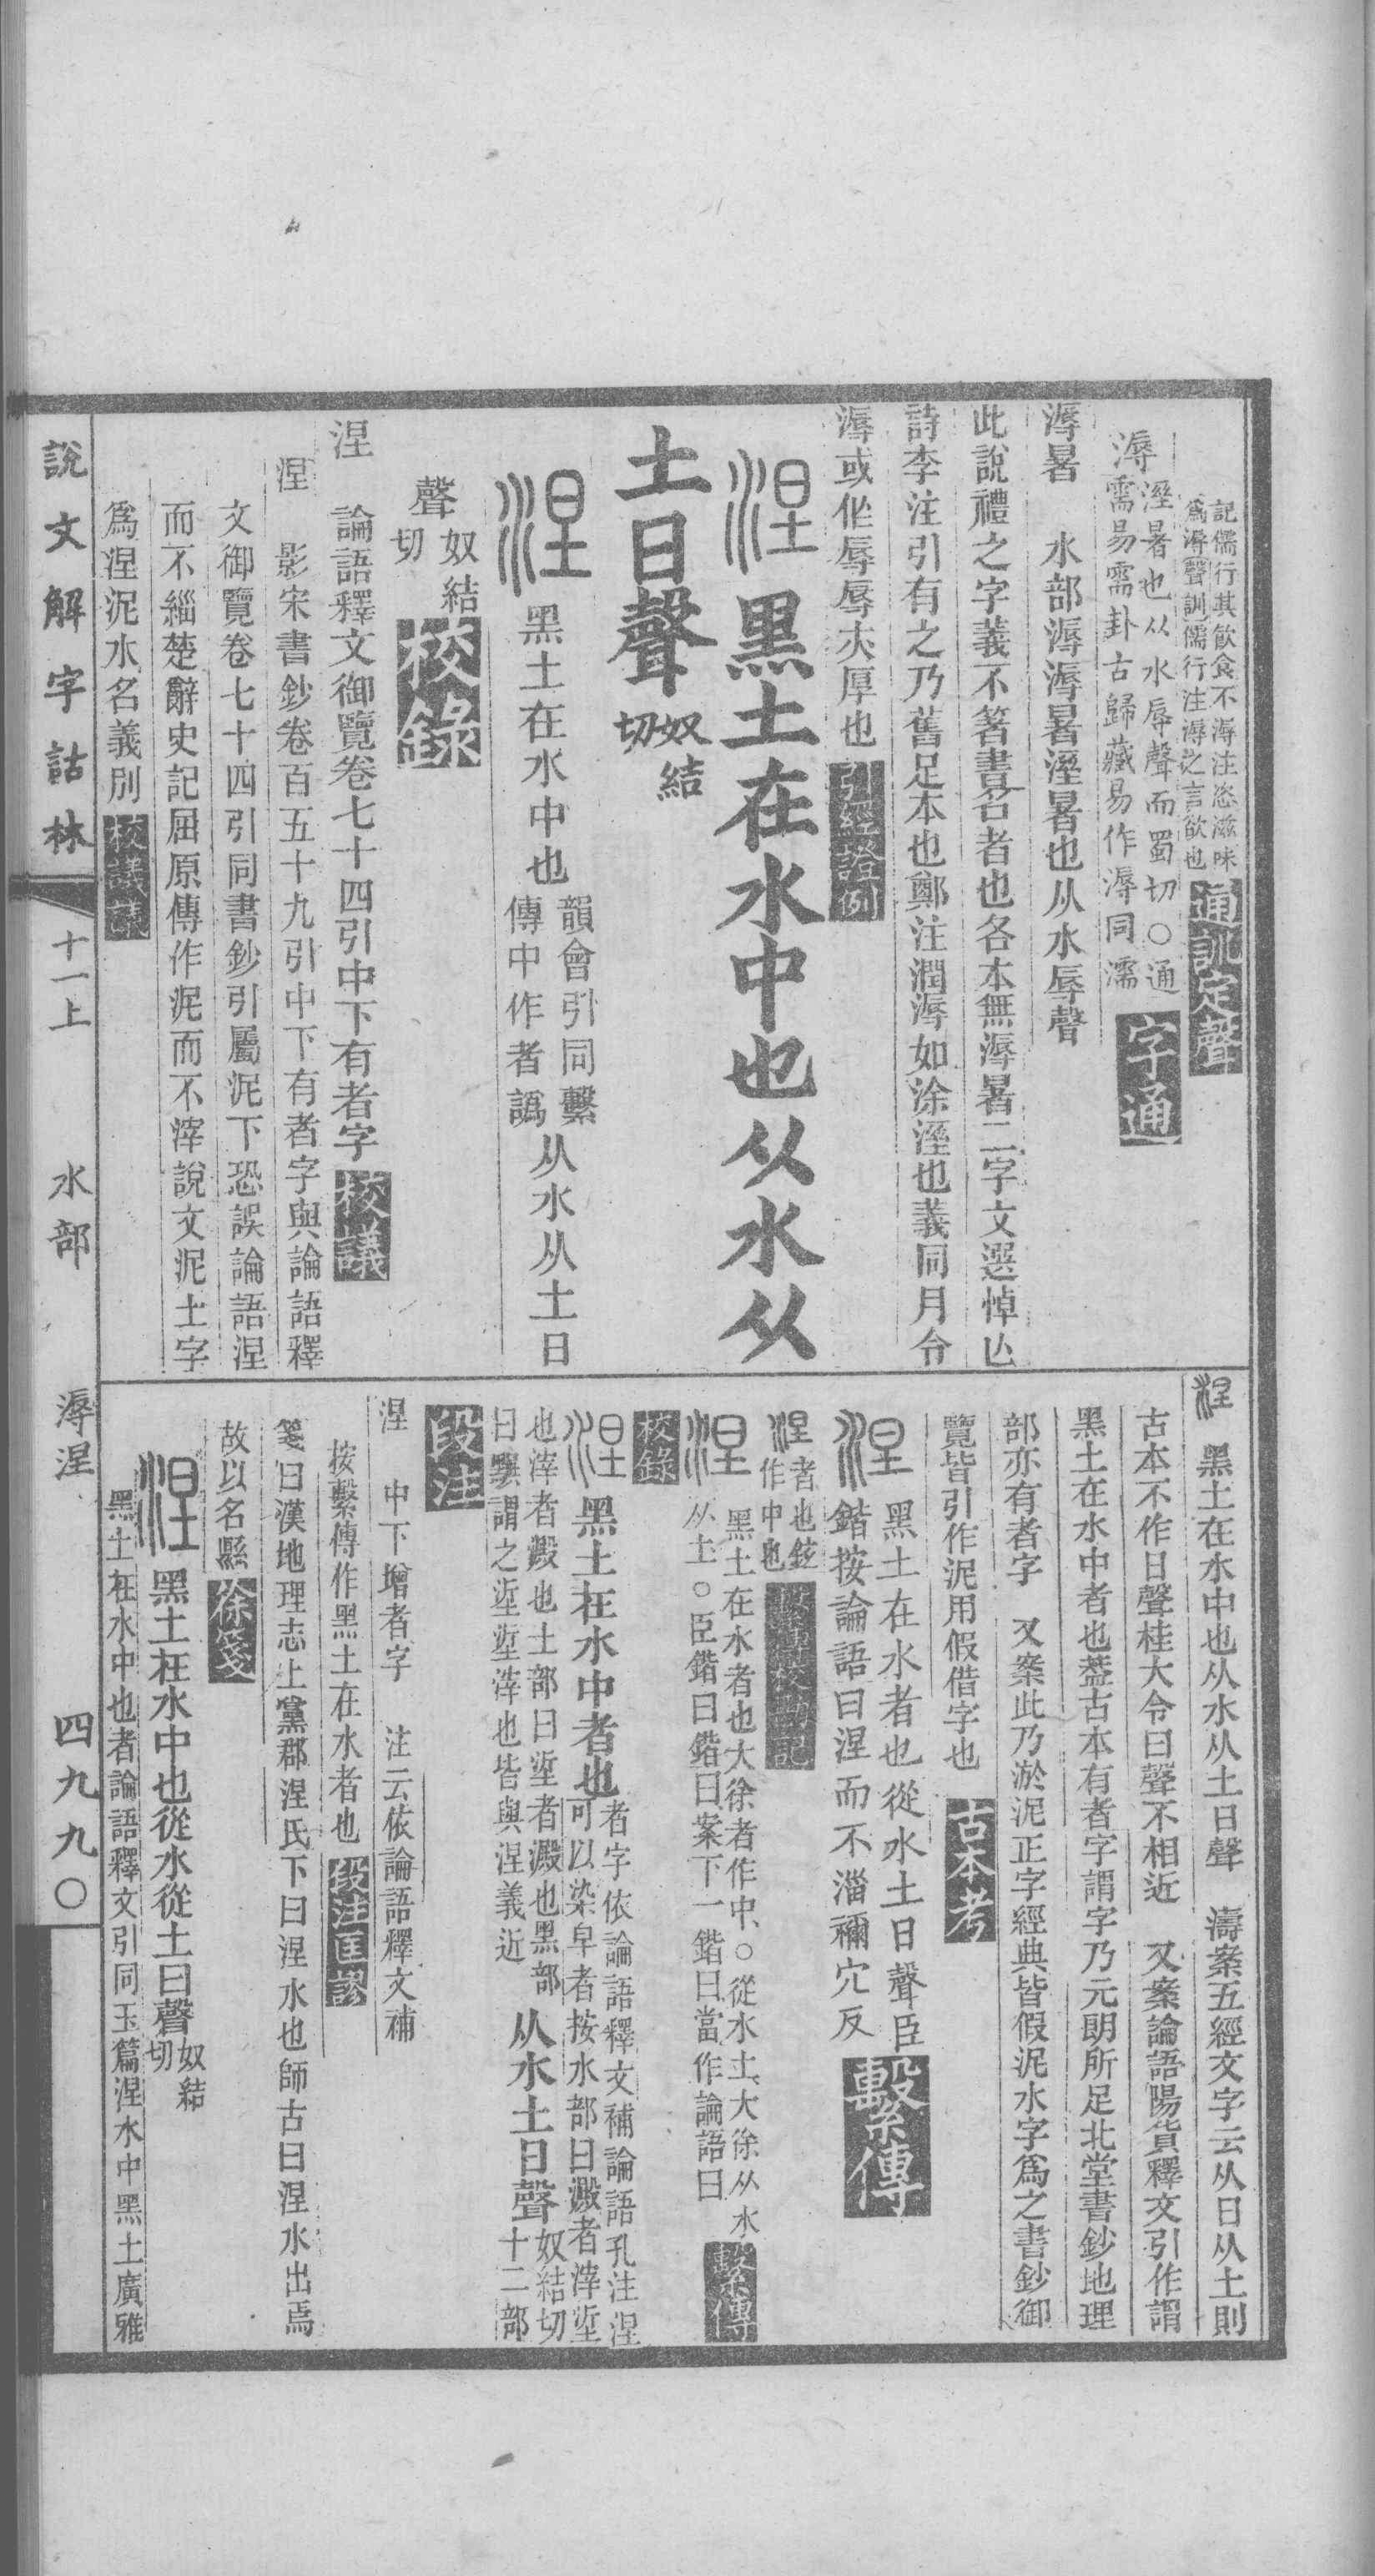 記儒行其飲食不溽注恣滋味
爲溽聲訓儒行注溽之言欲也
通訓定聲
溽
溼暑也从水辱聲而蜀切〇通
需易需卦古歸藏易作溽同濡
字通
溽暑　水部溽溽暑溼暑也从水辱聲
此說禮之字義不箸書名者也各本無溽暑二字文選悼亾
詩李注引有之乃舊足本也鄭注潤溽如涂溼也義同月令
溽或作辱辱夾厚也
引經證例
涅黑土在水中也从水从
土日聲
奴結
切
涅
黑土在水中也
韻會引同繫
傳中作者譌
从水从土日
聲
奴結
切
校錄
涅　論語釋文御覽卷七十四引中下有者字
校議
涅　影宋書鈔卷百五十九引中下有者字與論語釋
文御覽卷七十四引同書鈔引屬泥下恐誤論語涅
而不緇楚辭史記屈原傳作泥而不滓說文泥土字
爲涅泥水名義別
校議議
涅　黑土在水中也从水从土日聲　濤案五經文字云从日从土則
古本不作日聲桂大令曰聲不相近　又案論語陽貨釋文引作謂
黑土在水中者也葢古本有者字謂字乃元朗所足北堂書鈔地理
部亦有者字　又案此乃淤泥正字經典皆假泥水字爲之書鈔御
覽皆引作泥用假借字也
古本考
涅
黑土在水者也從水土日聲臣
鍇按論語曰涅而不淄禰穴反
繫傳
涅
者也鉉
作中也
繫傳校勘記
涅
黑土在水者也大徐者作中〇從水土大徐从水
从土〇臣鍇曰鍇曰案下一鍇曰當作論語曰
繫傳
校錄
涅
黑土在水中者也
者字依論語釋文補論語孔注涅
可以染皁者按水部曰澱者滓垽
也滓者澱也土部曰垽者澱也黑部
曰䵎謂之垽垽滓也皆與涅義近
从水土日聲
奴結切
十二部
段注
涅　中下增者字　注云依論語釋文補
按繫傳作黑土在水者也
段注匡謬
箋曰漢地理志上黨郡涅氏下曰涅水也師古曰涅水出焉
故以名縣
徐箋
涅
黑土在水中也從水從土日聲
奴結
切
黑土在水中也者論語釋文引同玉篇涅水中黑土廣雅
說文解字詁林
十一上
水部
溽涅
四九九〇